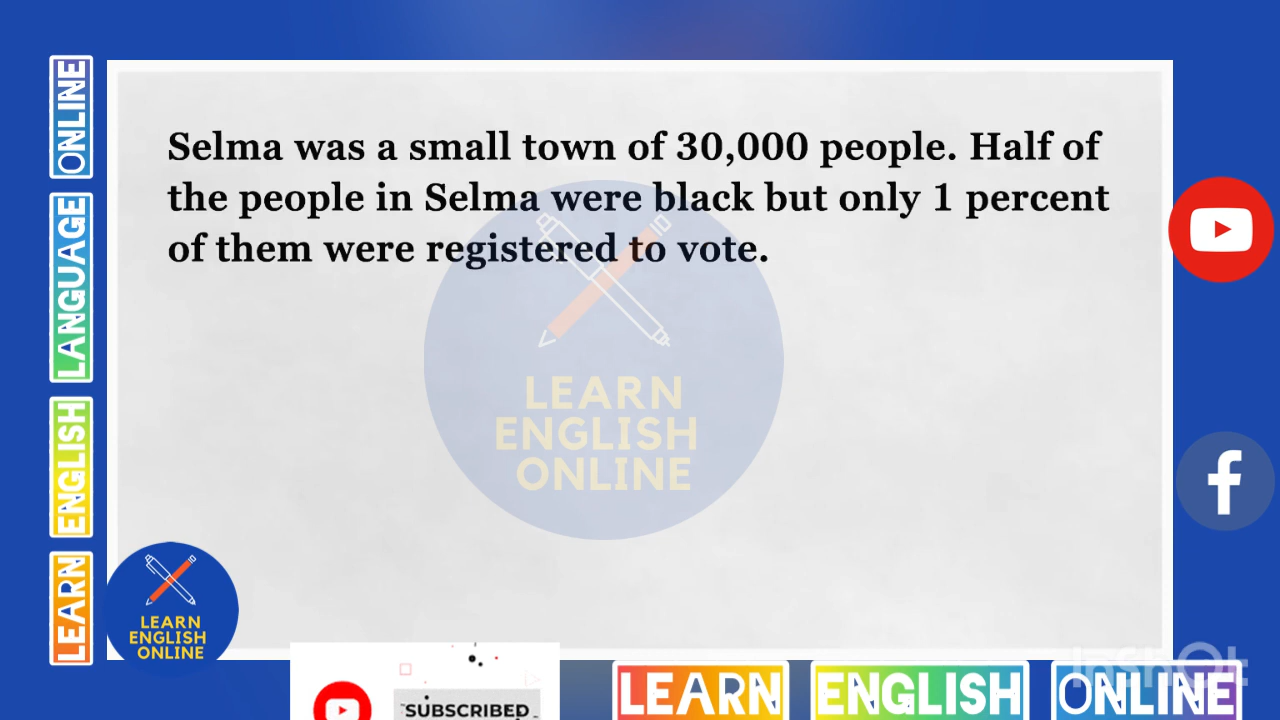 Selma was a small town of 30,000 people. Half of
the people in Selma were black but only 1 percent
of them were registered to vote.
LEARN
ENGLISH
ONLINE
LEARN ENGLISH LANGUAGE ONLINE
LEARN
ENGLISH
ONLINE
SUBSCRIBED
LEARN ENGLISH ONLINE
InShOt